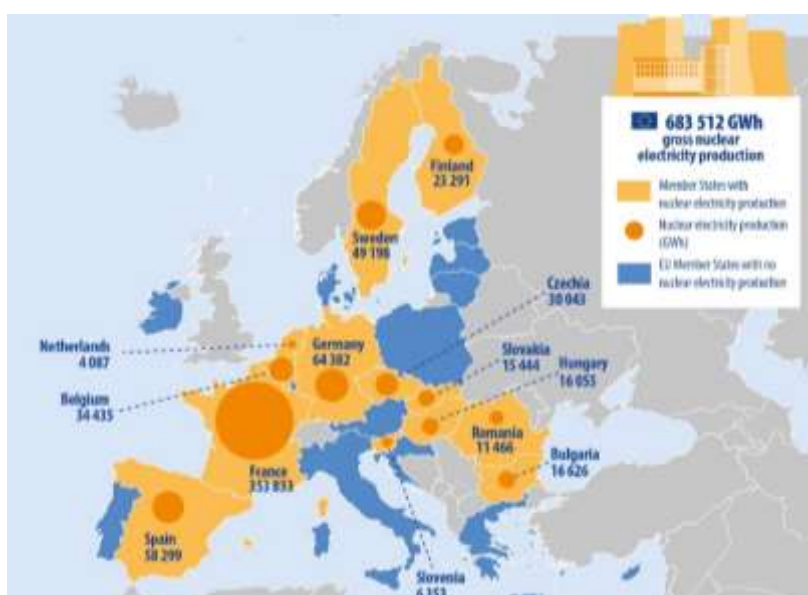 683 512 GWh
gross nuclear
electricity production
Member States with
nuclear electricity production
Nuclear electricity production
(GWh)
EU Member States with no
nuclear electricity production
Finland
23 291
Sweden
49 198
Czechia
30 043
Netherlands
4 087
Germany
64 382
Slovakia
15 444
Hungary
16 055
Belgium
34 435
Romania
11 466
Bulgaria
16 626
France
353 833
Spain
58 299
Slovenia
6 353